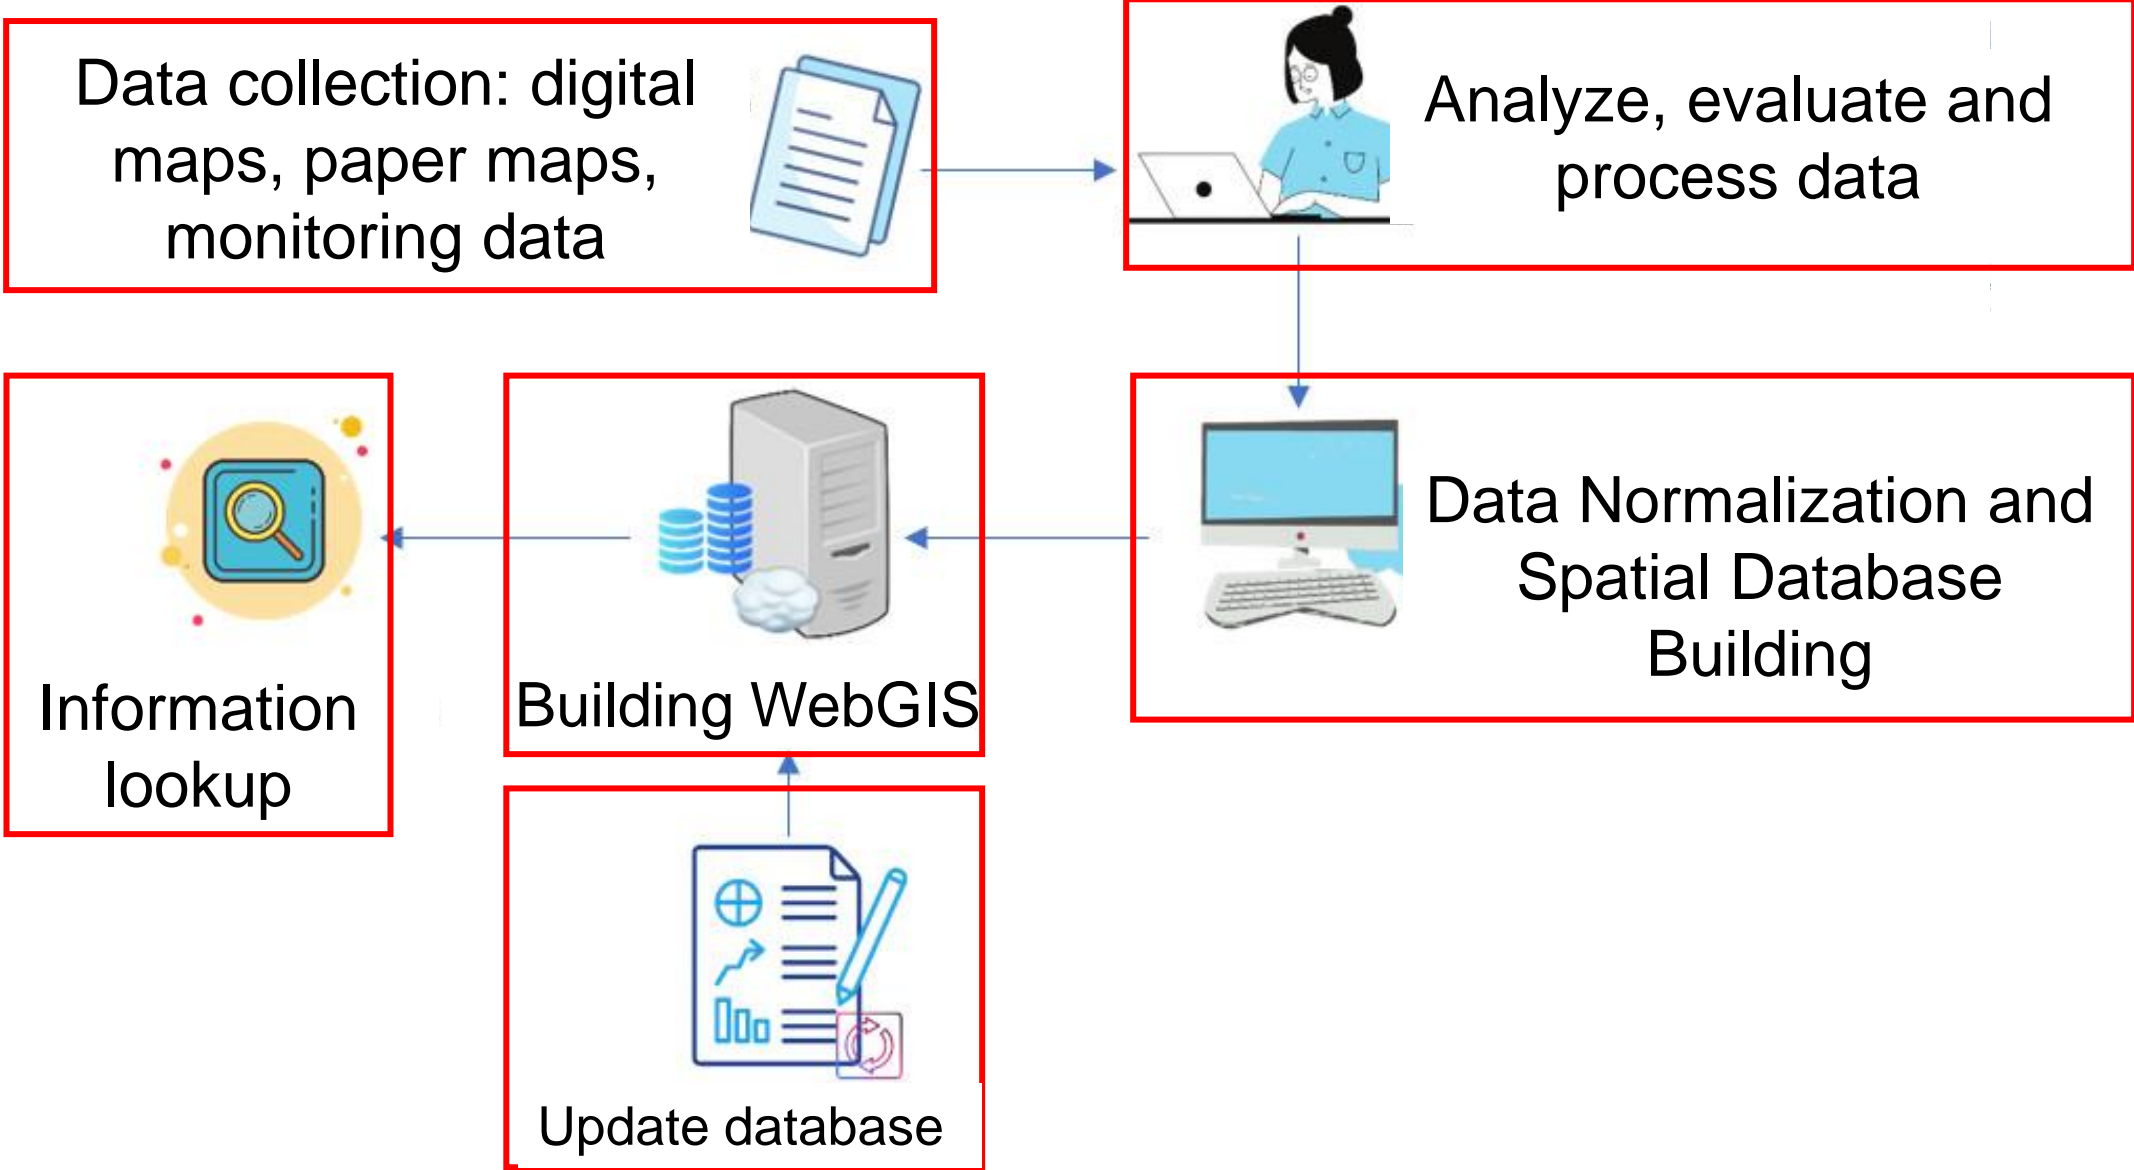 Data collection: digital
maps, paper maps,
monitoring data
Analyze, evaluate and
process data
Data Normalization and
Spatial Database
Building
Building WebGIS
Information
lookup
Update database